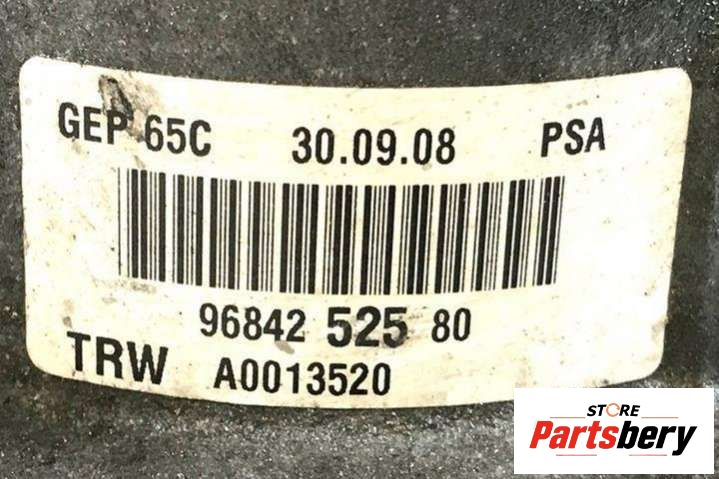 GEP 65C 30.09.08 PSA
96842 525 80
TRW A0013520
STORE
Partsbery